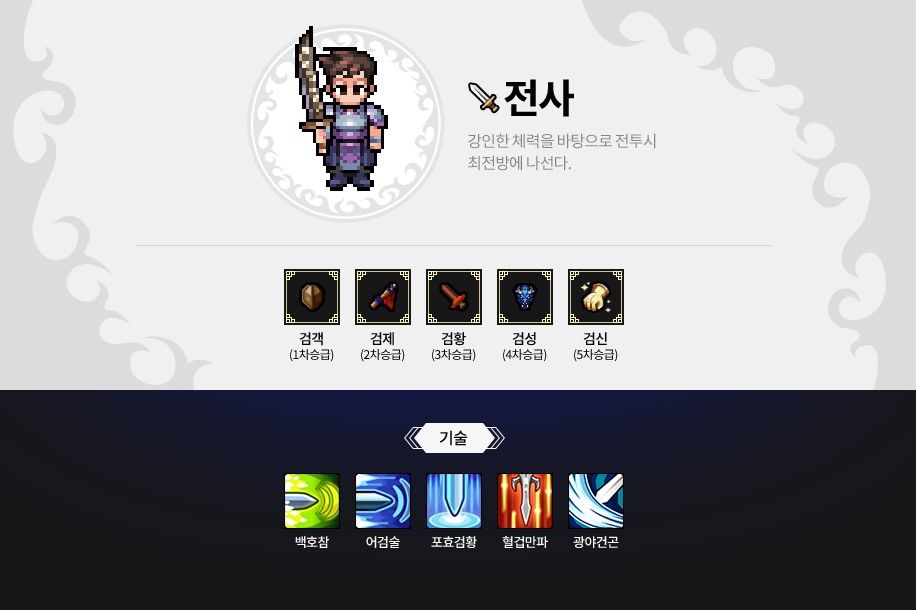 전사
강인한 체력을 바탕으로 전투시
최전방에 나선다.
검객 검제 검황 검성 검신
(1차승급) (2차승급) (3차승급) (4차승급) (5차승급)
기술
백호참 어검술 포효검황 혈겁만파 광야건곤